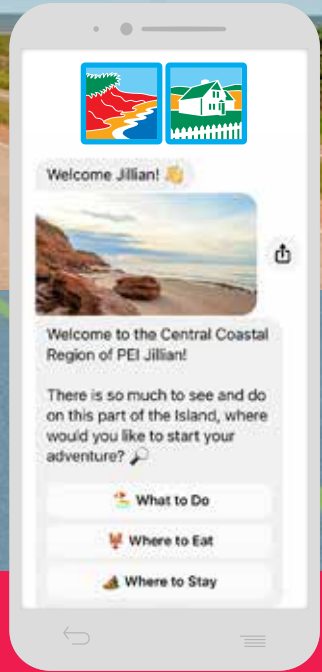 Welcome Jillian! 👋
Welcome to the Central Coastal
Region of PEI Jillian!
There is so much to see and do
on this part of the Island, where
would you like to start your
adventure? 🔎
🏖️ What to Do
🦞 Where to Eat
🏕️ Where to Stay